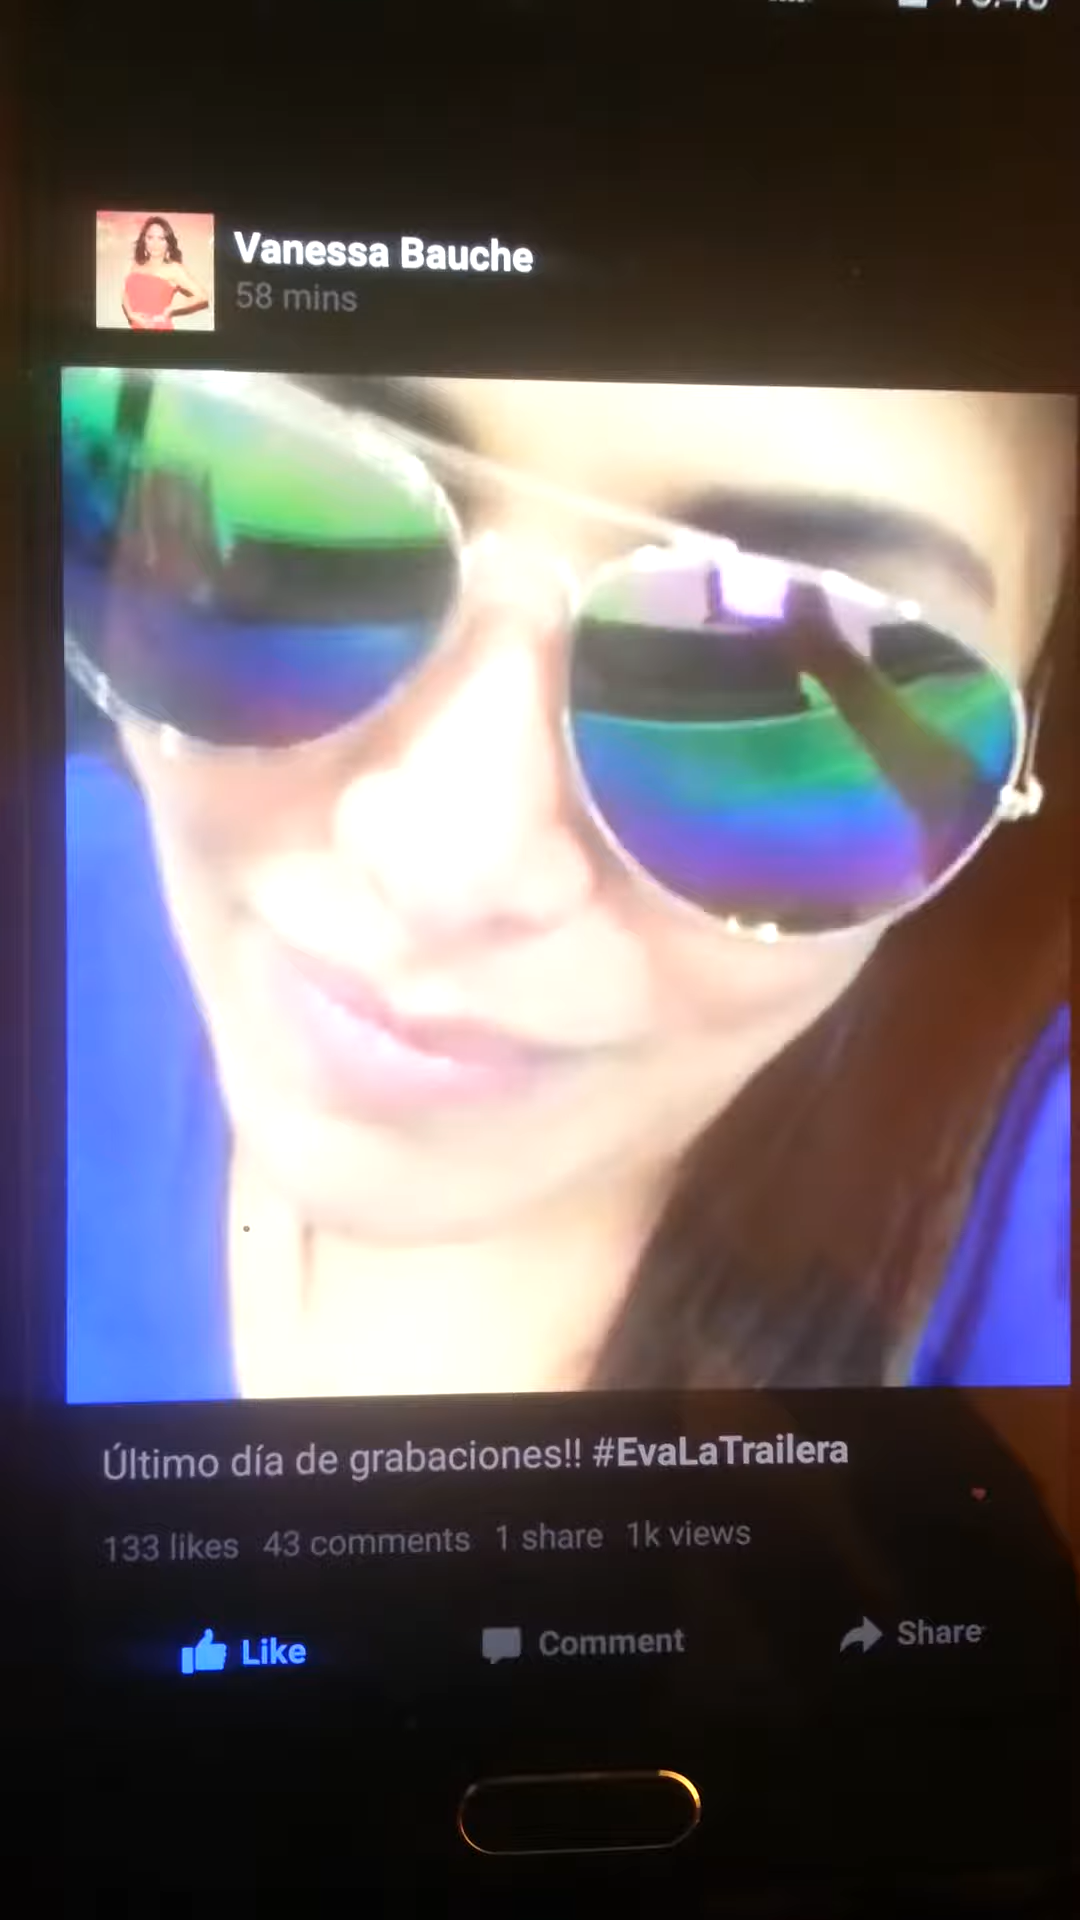 Vanessa Bauche
58 mins
Último día de grabaciones!! #EvaLaTrailera
133 likes 43 comments 1 share 1k views
Like Comment Share